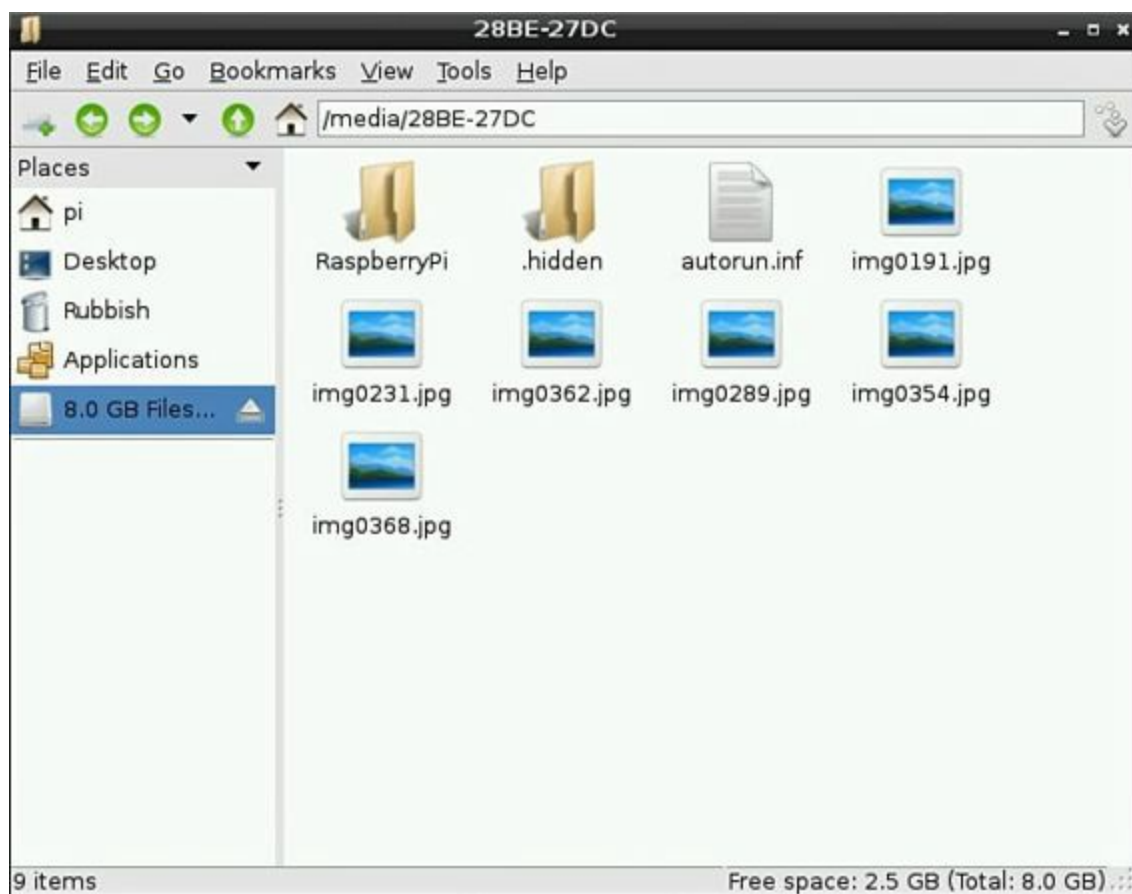 28BE-27DC
File Edit Go Bookmarks View Tools Help
/media/28BE-27DC
Places
pi
Desktop
Rubbish
Applications
8.0 GB Files...
RaspberryPi .hidden autorun.inf img0191.jpg
img0231.jpg img0362.jpg img0289.jpg img0354.jpg
img0368.jpg
9 items Free space: 2.5 GB (Total: 8.0 GB)